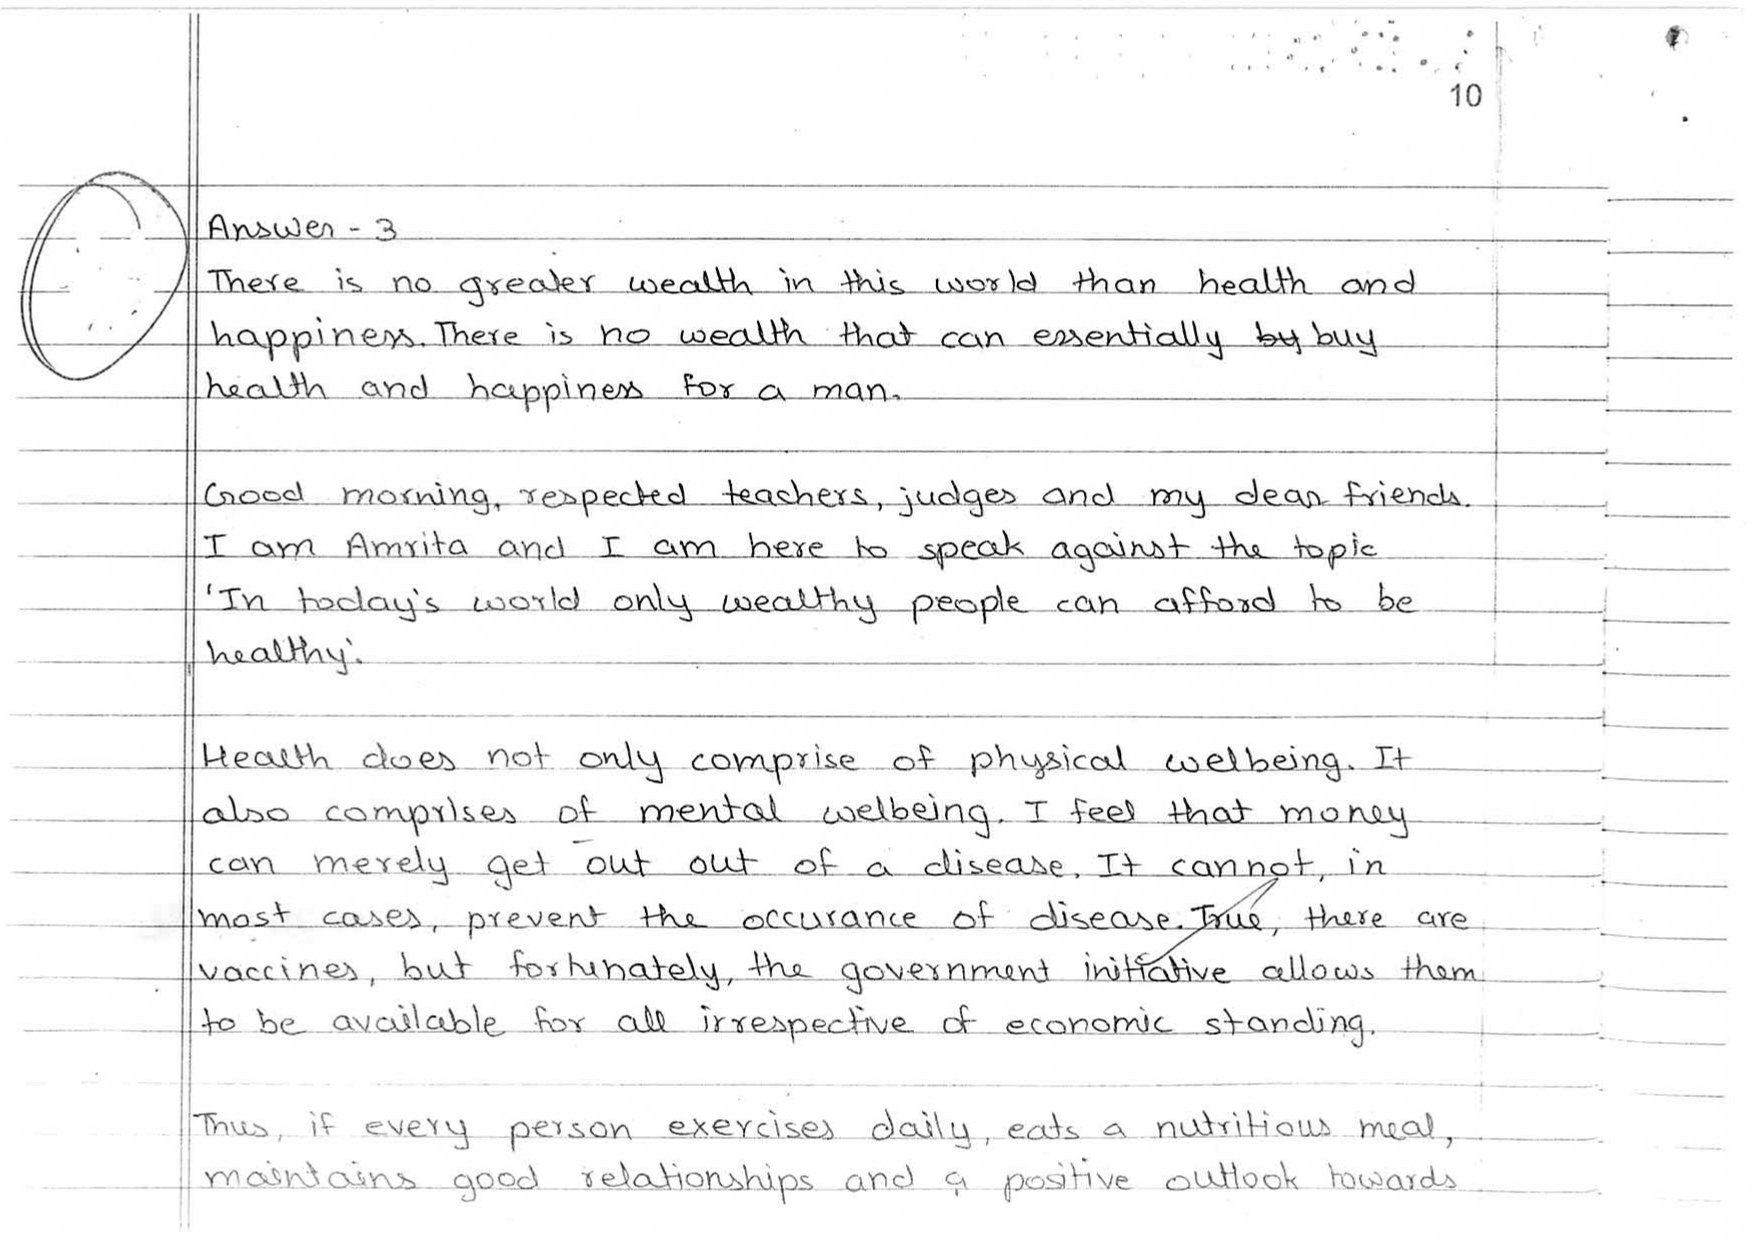 10
Answer - 3
There is no greater wealth in this world than health and
happiness. There is no wealth that can essentially by buy
health and happiness for a man.
Good morning, respected teachers, judges and my dear friends.
I am Amrita and I am here to speak against the topic
'In today's world only wealthy people can afford to be
healthy'.
Health does not only comprise of physical welbeing. It
also comprises of mental welbeing. I feel that money
can merely get out out of a disease. It cannot, in
most cases, prevent the occurance of disease. True, there are
vaccines, but fortunately, the government initiative allows them
to be available for all irrespective of economic standing.
Thus, if every person exercises daily, eats a nutritious meal,
maintains good relationships and a positive outlook towards